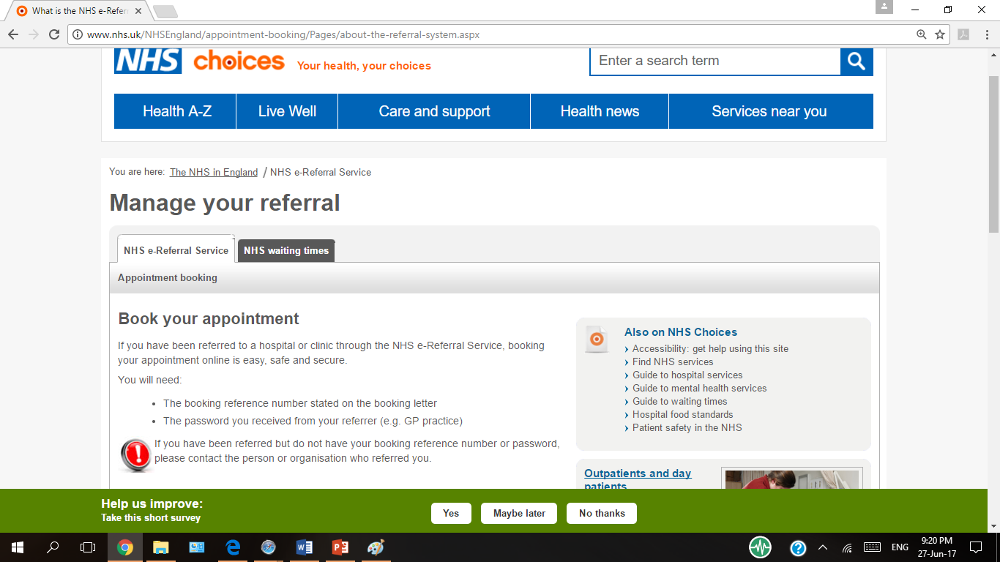 What is the NHS e-Refer
www.nhs.uk/NHSEngland/appointment-booking/Pages/about-the-referral-system.aspx
NHS choices Your health, your choices
Enter a search term
Health A-Z Live Well Care and support Health news Services near you
You are here: The NHS in England / NHS e-Referral Service
Manage your referral
NHS e-Referral Service NHS waiting times
Appointment booking
Book your appointment
If you have been referred to a hospital or clinic through the NHS e-Referral Service, booking
your appointment online is easy, safe and secure.
You will need:
• The booking reference number stated on the booking letter
• The password you received from your referrer (e.g. GP practice)
If you have been referred but do not have your booking reference number or password,
please contact the person or organisation who referred you.
Also on NHS Choices
Accessibility: get help using this site
Find NHS services
Guide to hospital services
Guide to mental health services
Guide to waiting times
Hospital food standards
Patient safety in the NHS
Outpatients and day
patients
Help us improve:
Take this short survey
Yes Maybe later No thanks
ENG
9:20 PM
27-Jun-17